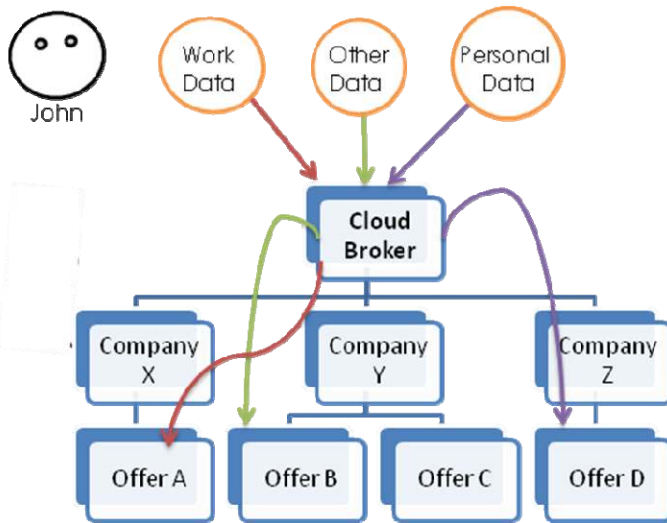 Work
Data
Other
Data
Personal
Data
John
Cloud
Broker
Company
X
Company
Y
Company
Z
Offer A
Offer B
Offer C
Offer D